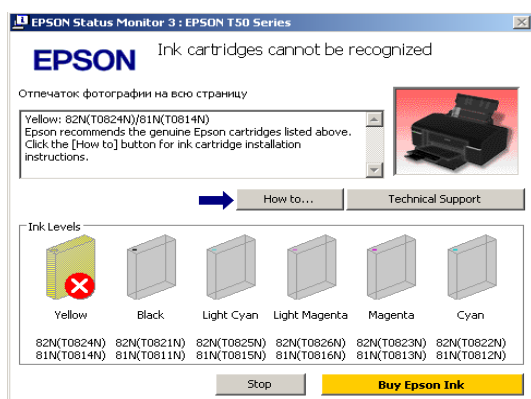 EPSON Status Monitor 3 : EPSON T50 Series
EPSON
Ink cartridges cannot be recognized
Отпечаток фотографии на всю страницу
Yellow: 82N(T0824N)/81N(T0814N)
Epson recommends the genuine Epson cartridges listed above.
Click the [How to] button for ink cartridge installation
instructions.
How to...
Technical Support
Ink Levels
Yellow
Black
Light Cyan
Light Magenta
Magenta
Cyan
82N(T0824N) 82N(T0821N) 82N(T0825N) 82N(T0826N) 82N(T0823N) 82N(T0822N)
81N(T0814N) 81N(T0811N) 81N(T0815N) 81N(T0816N) 81N(T0813N) 81N(T0812N)
Stop
Buy Epson Ink